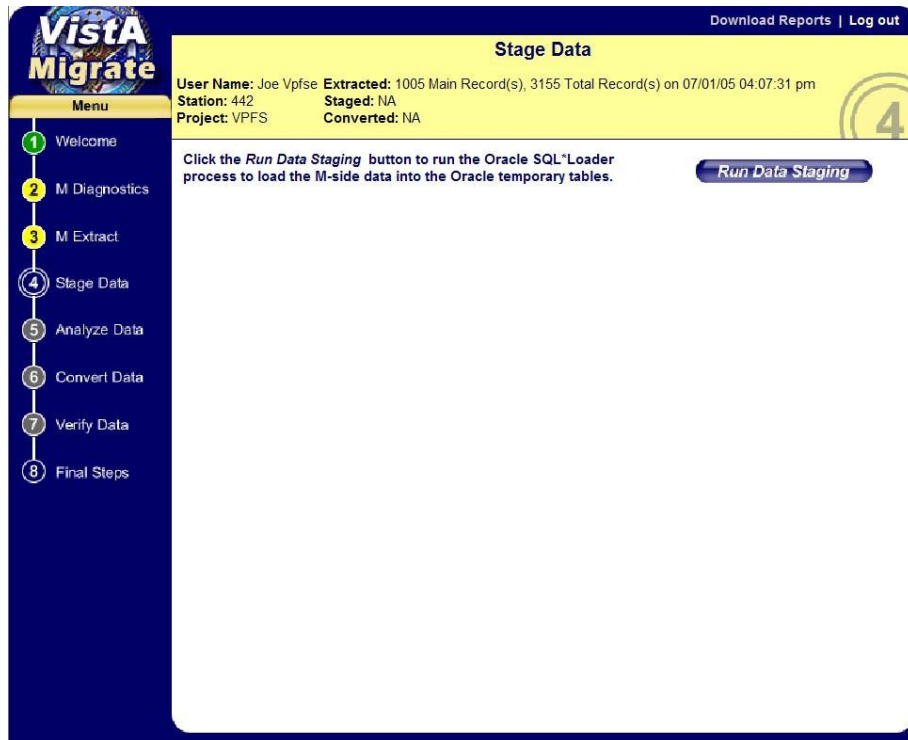 VistA
Migrate
Download Reports | Log out
Stage Data
User Name: Joe Vpfse Extracted: 1005 Main Record(s), 3155 Total Record(s) on 07/01/05 04:07:31 pm
Station: 442 Staged: NA
Project: VPFS Converted: NA
4
Menu
1 Welcome
2 M Diagnostics
3 M Extract
4 Stage Data
5 Analyze Data
6 Convert Data
7 Verify Data
8 Final Steps
Click the Run Data Staging button to run the Oracle SQL*Loader
process to load the M-side data into the Oracle temporary tables.
Run Data Staging